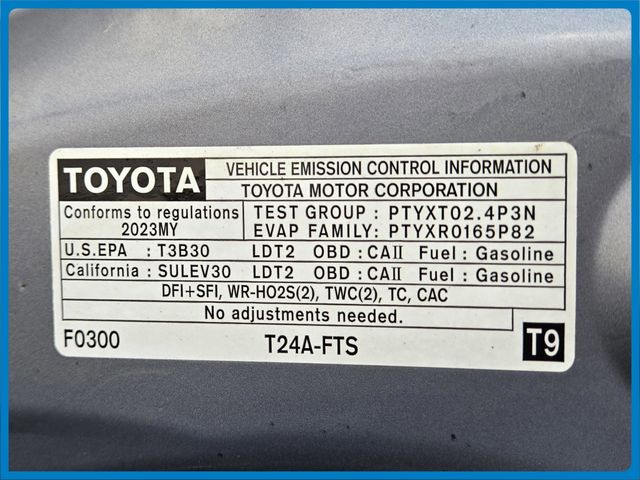 TOYOTA
VEHICLE EMISSION CONTROL INFORMATION
TOYOTA MOTOR CORPORATION
Conforms to regulations
2023MY
TEST GROUP : PTYXT02.4P3N
EVAP FAMILY: PTYXR0165P82
U.S.EPA : T3B30 LDT2 OBD : CAII Fuel : Gasoline
California : SULEV30 LDT2 OBD : CAII Fuel : Gasoline
DFI+SFI, WR-HO2S(2), TWC(2), TC, CAC
No adjustments needed.
F0300 T24A-FTS T9